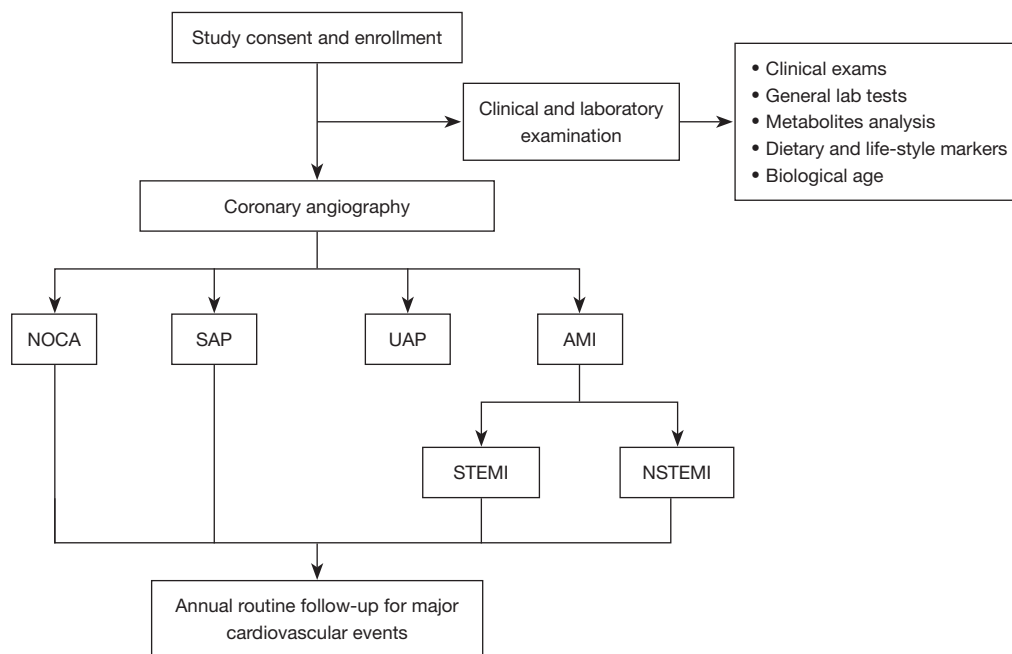 Study consent and enrollment
Clinical and laboratory
examination
• Clinical exams
• General lab tests
• Metabolites analysis
• Dietary and life-style markers
• Biological age
Coronary angiography
NOCA
SAP
UAP
AMI
STEMI
NSTEMI
Annual routine follow-up for major
cardiovascular events